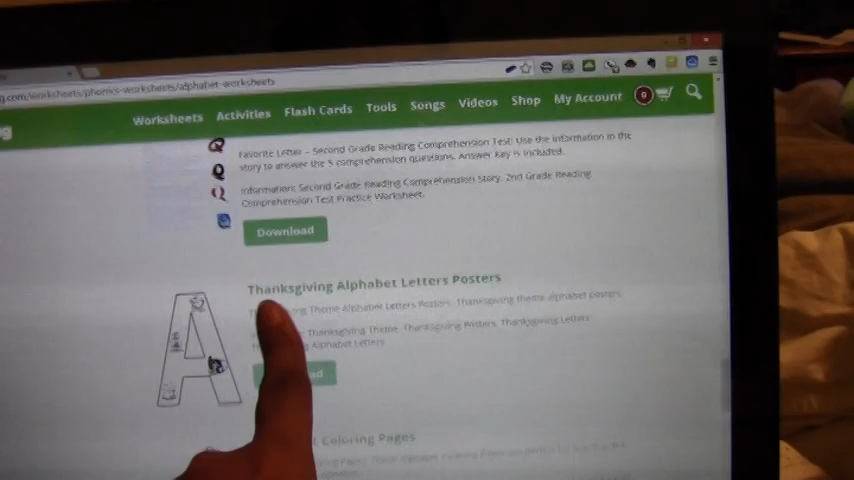 g.com/worksheets/phonics-worksheets/alphabet-worksheets
Worksheets Activities Flash Cards Tools Songs Videos Shop My Account 0
Favorite Letter – Second Grade Reading Comprehension Test: Use the information in the
story to answer the 5 comprehension questions. Answer Key is included.
Information: Second Grade Reading Comprehension Story, 2nd Grade Reading
Comprehension Test Practice Worksheet.
Download
Thanksgiving Alphabet Letters Posters
Theme Alphabet Letters Posters. Thanksgiving theme alphabet posters.
Thanksgiving Theme, Thanksgiving Posters, Thanksgiving Letters
Alphabet Letters
A
Coloring Pages